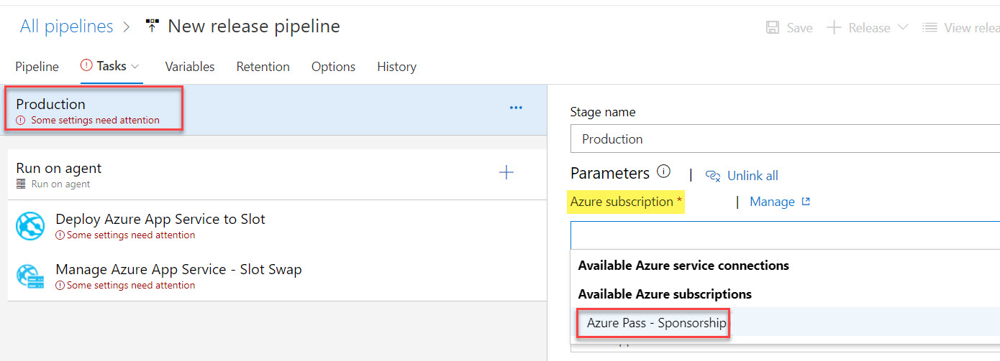 All pipelines > New release pipeline
Save + Release View relea
Pipeline Tasks Variables Retention Options History
Production
Some settings need attention
...
Stage name
Production
Run on agent
Run on agent
+
Parameters | Unlink all
Azure subscription * | Manage
Deploy Azure App Service to Slot
Some settings need attention
Manage Azure App Service - Slot Swap
Some settings need attention
Available Azure service connections
Available Azure subscriptions
Azure Pass - Sponsorship